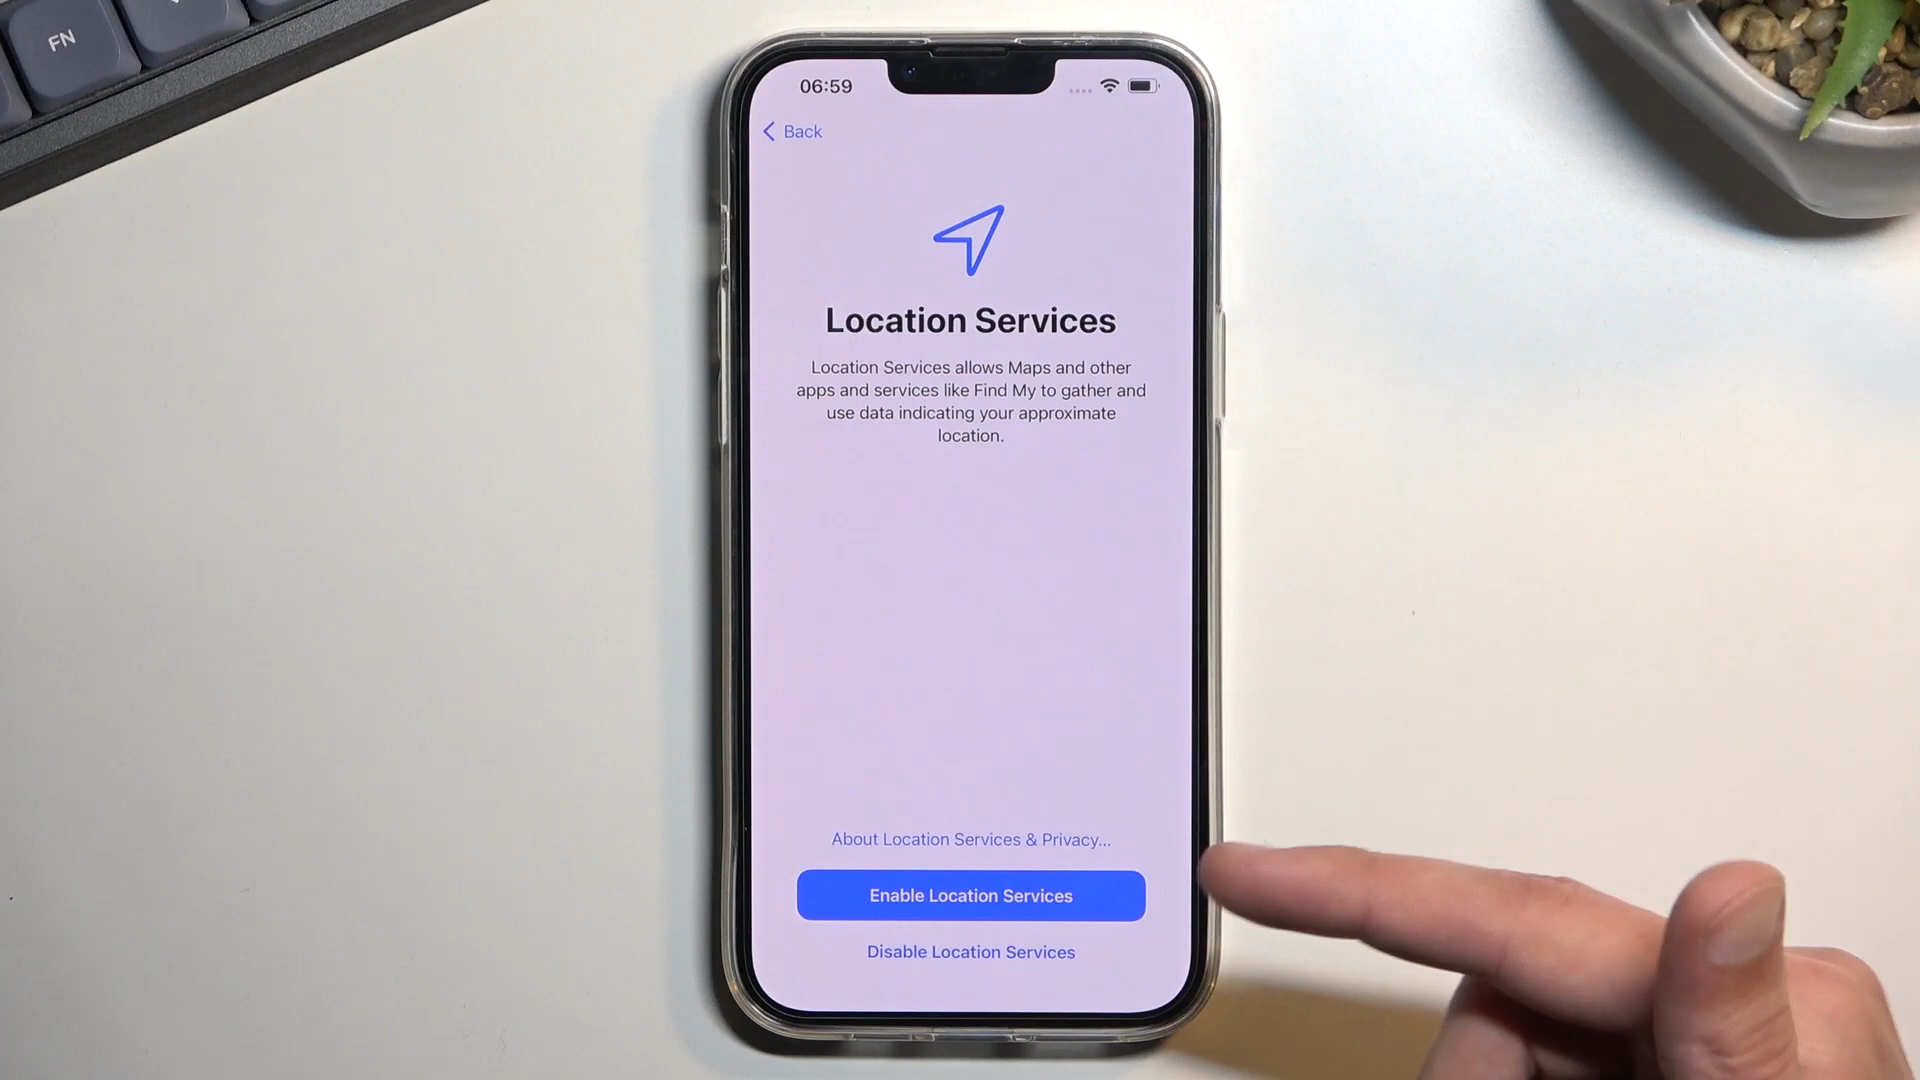 FN
06:59
Back
Location Services
Location Services allows Maps and other
apps and services like Find My to gather and
use data indicating your approximate
location.
About Location Services & Privacy...
Enable Location Services
Disable Location Services